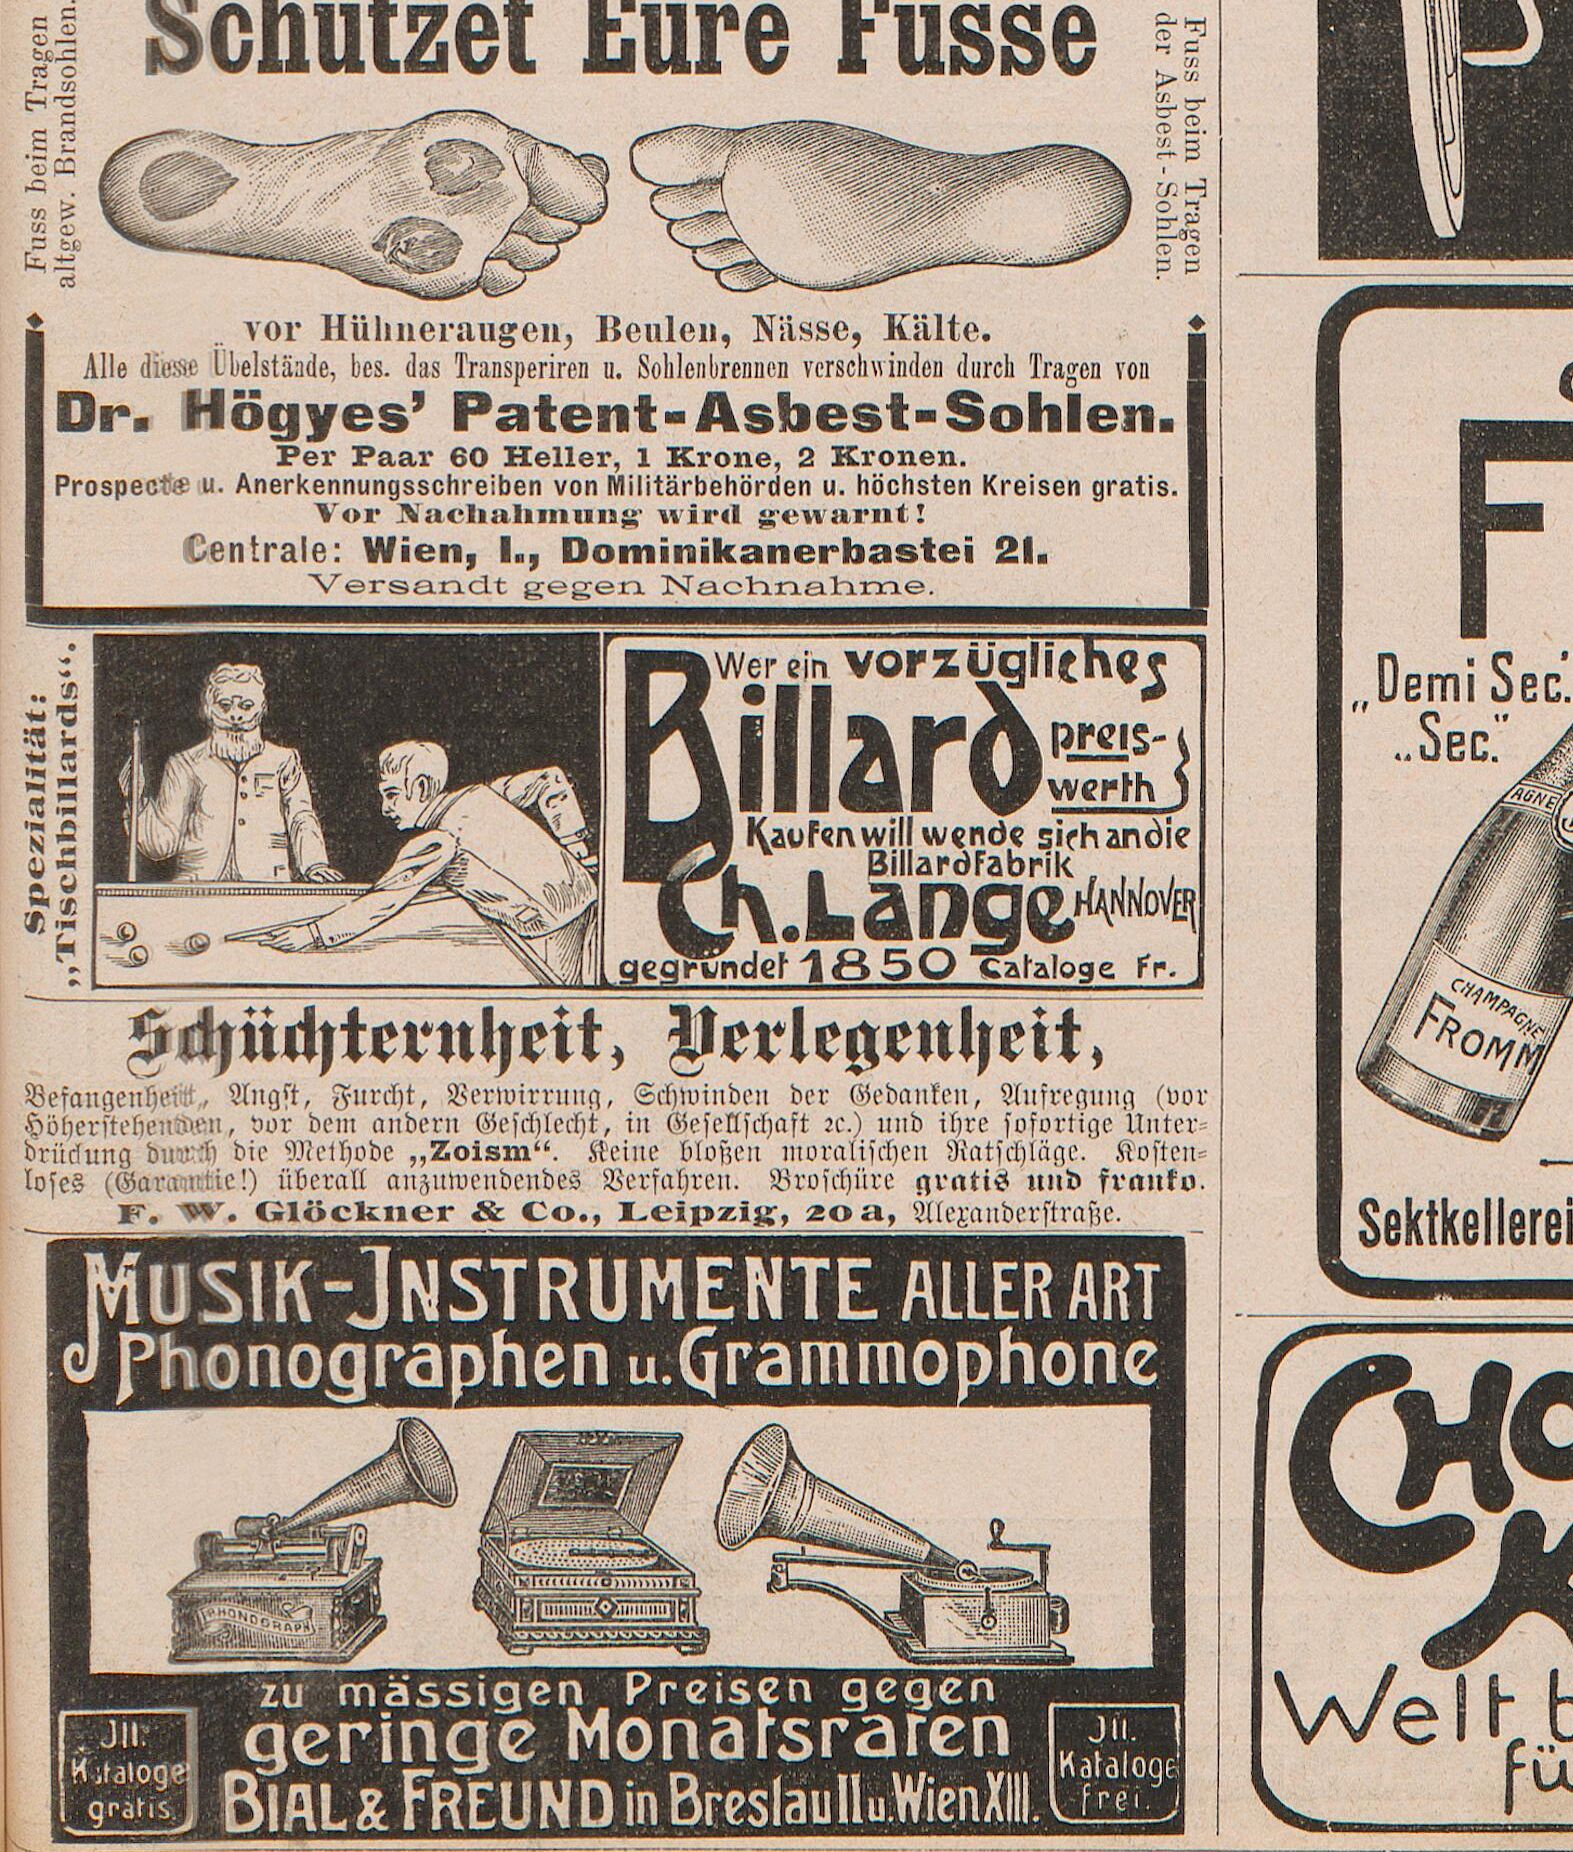 Schützet Eure Füsse
Fuss beim Tragen
altgew. Brandsohlen.
Fuss beim Tragen
der Asbest-Sohlen.
vor Hühneraugen, Beulen, Nässe, Kälte.
Alle diese Übelstände, bes. das Transperiren u. Sohlenbrennen verschwinden durch Tragen von
Dr. Högyes' Patent-Asbest-Sohlen.
Per Paar 60 Heller, 1 Krone, 2 Kronen.
Prospecte u. Anerkennungsschreiben von Militärbehörden u. höchsten Kreisen gratis.
Vor Nachahmung wird gewarnt!
Centrale: Wien, I., Dominikanerbastei 21.
Versandt gegen Nachnahme.
Spezialität:
„Tischbillards“.
Wer ein vorzügliches
Billard preis-
werth
Kaufen will wende sich an die
Billardfabrik
Ch. Lange HANNOVER
gegründet 1850 Cataloge fr.
Schüchternheit, Verlegenheit,
Befangenheit, Angst, Furcht, Verwirrung, Schwinden der Gedanken, Aufregung (vor
Höherstehenden, vor dem andern Geschlecht, in Gesellschaft ꝛc.) und ihre sofortige Unter-
drückung durch die Methode „Zoism“. Keine bloßen moralischen Ratschläge. Kosten-
loses (Garantie!) überall anzuwendendes Verfahren. Broschüre gratis und franko.
F. W. Glöckner & Co., Leipzig, 20a, Alexanderstraße.
MUSIK-INSTRUMENTE ALLER ART
Phonographen u. Grammophone
PHONOGRAPH
zu mässigen Preisen gegen
geringe Monatsraten
BIAL & FREUND in Breslau II u. Wien XIII.
Jll.
Kataloge
gratis
Jll.
Kataloge
frei.
F
„Demi Sec.“
„Sec.“
AGNE
CHAMPAGNE
FROMM
Sektkellerei
CHO
K
Welt b
fü